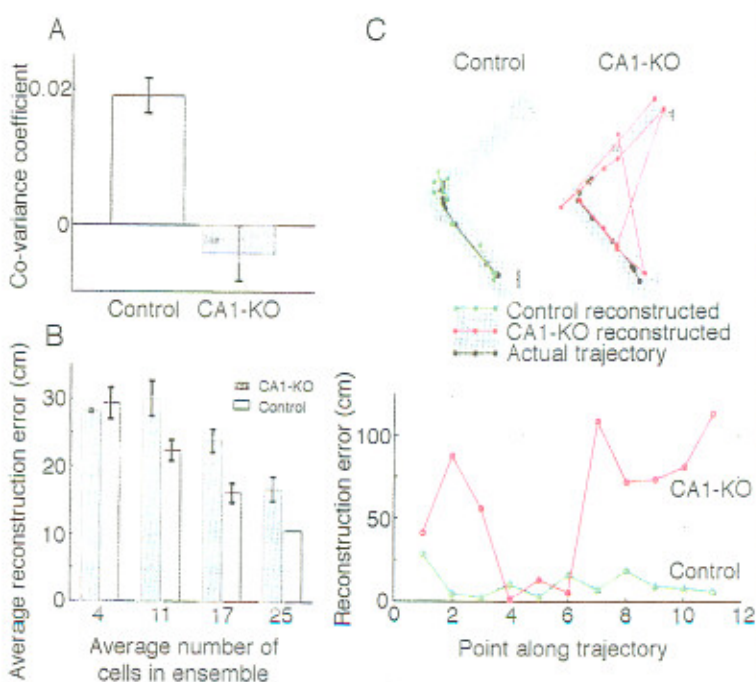 A
Co-variance coefficient
0.02
0
Control
CA1-KO
B
Average reconstruction error (cm)
30
20
10
0
CA1-KO
Control
4
11
17
25
Average number of
cells in ensemble
C
Control
CA1-KO
Control reconstructed
CA1-KO reconstructed
Actual trajectory
Reconstruction error (cm)
100
50
0
CA1-KO
Control
0
2
4
6
8
10
12
Point along trajectory